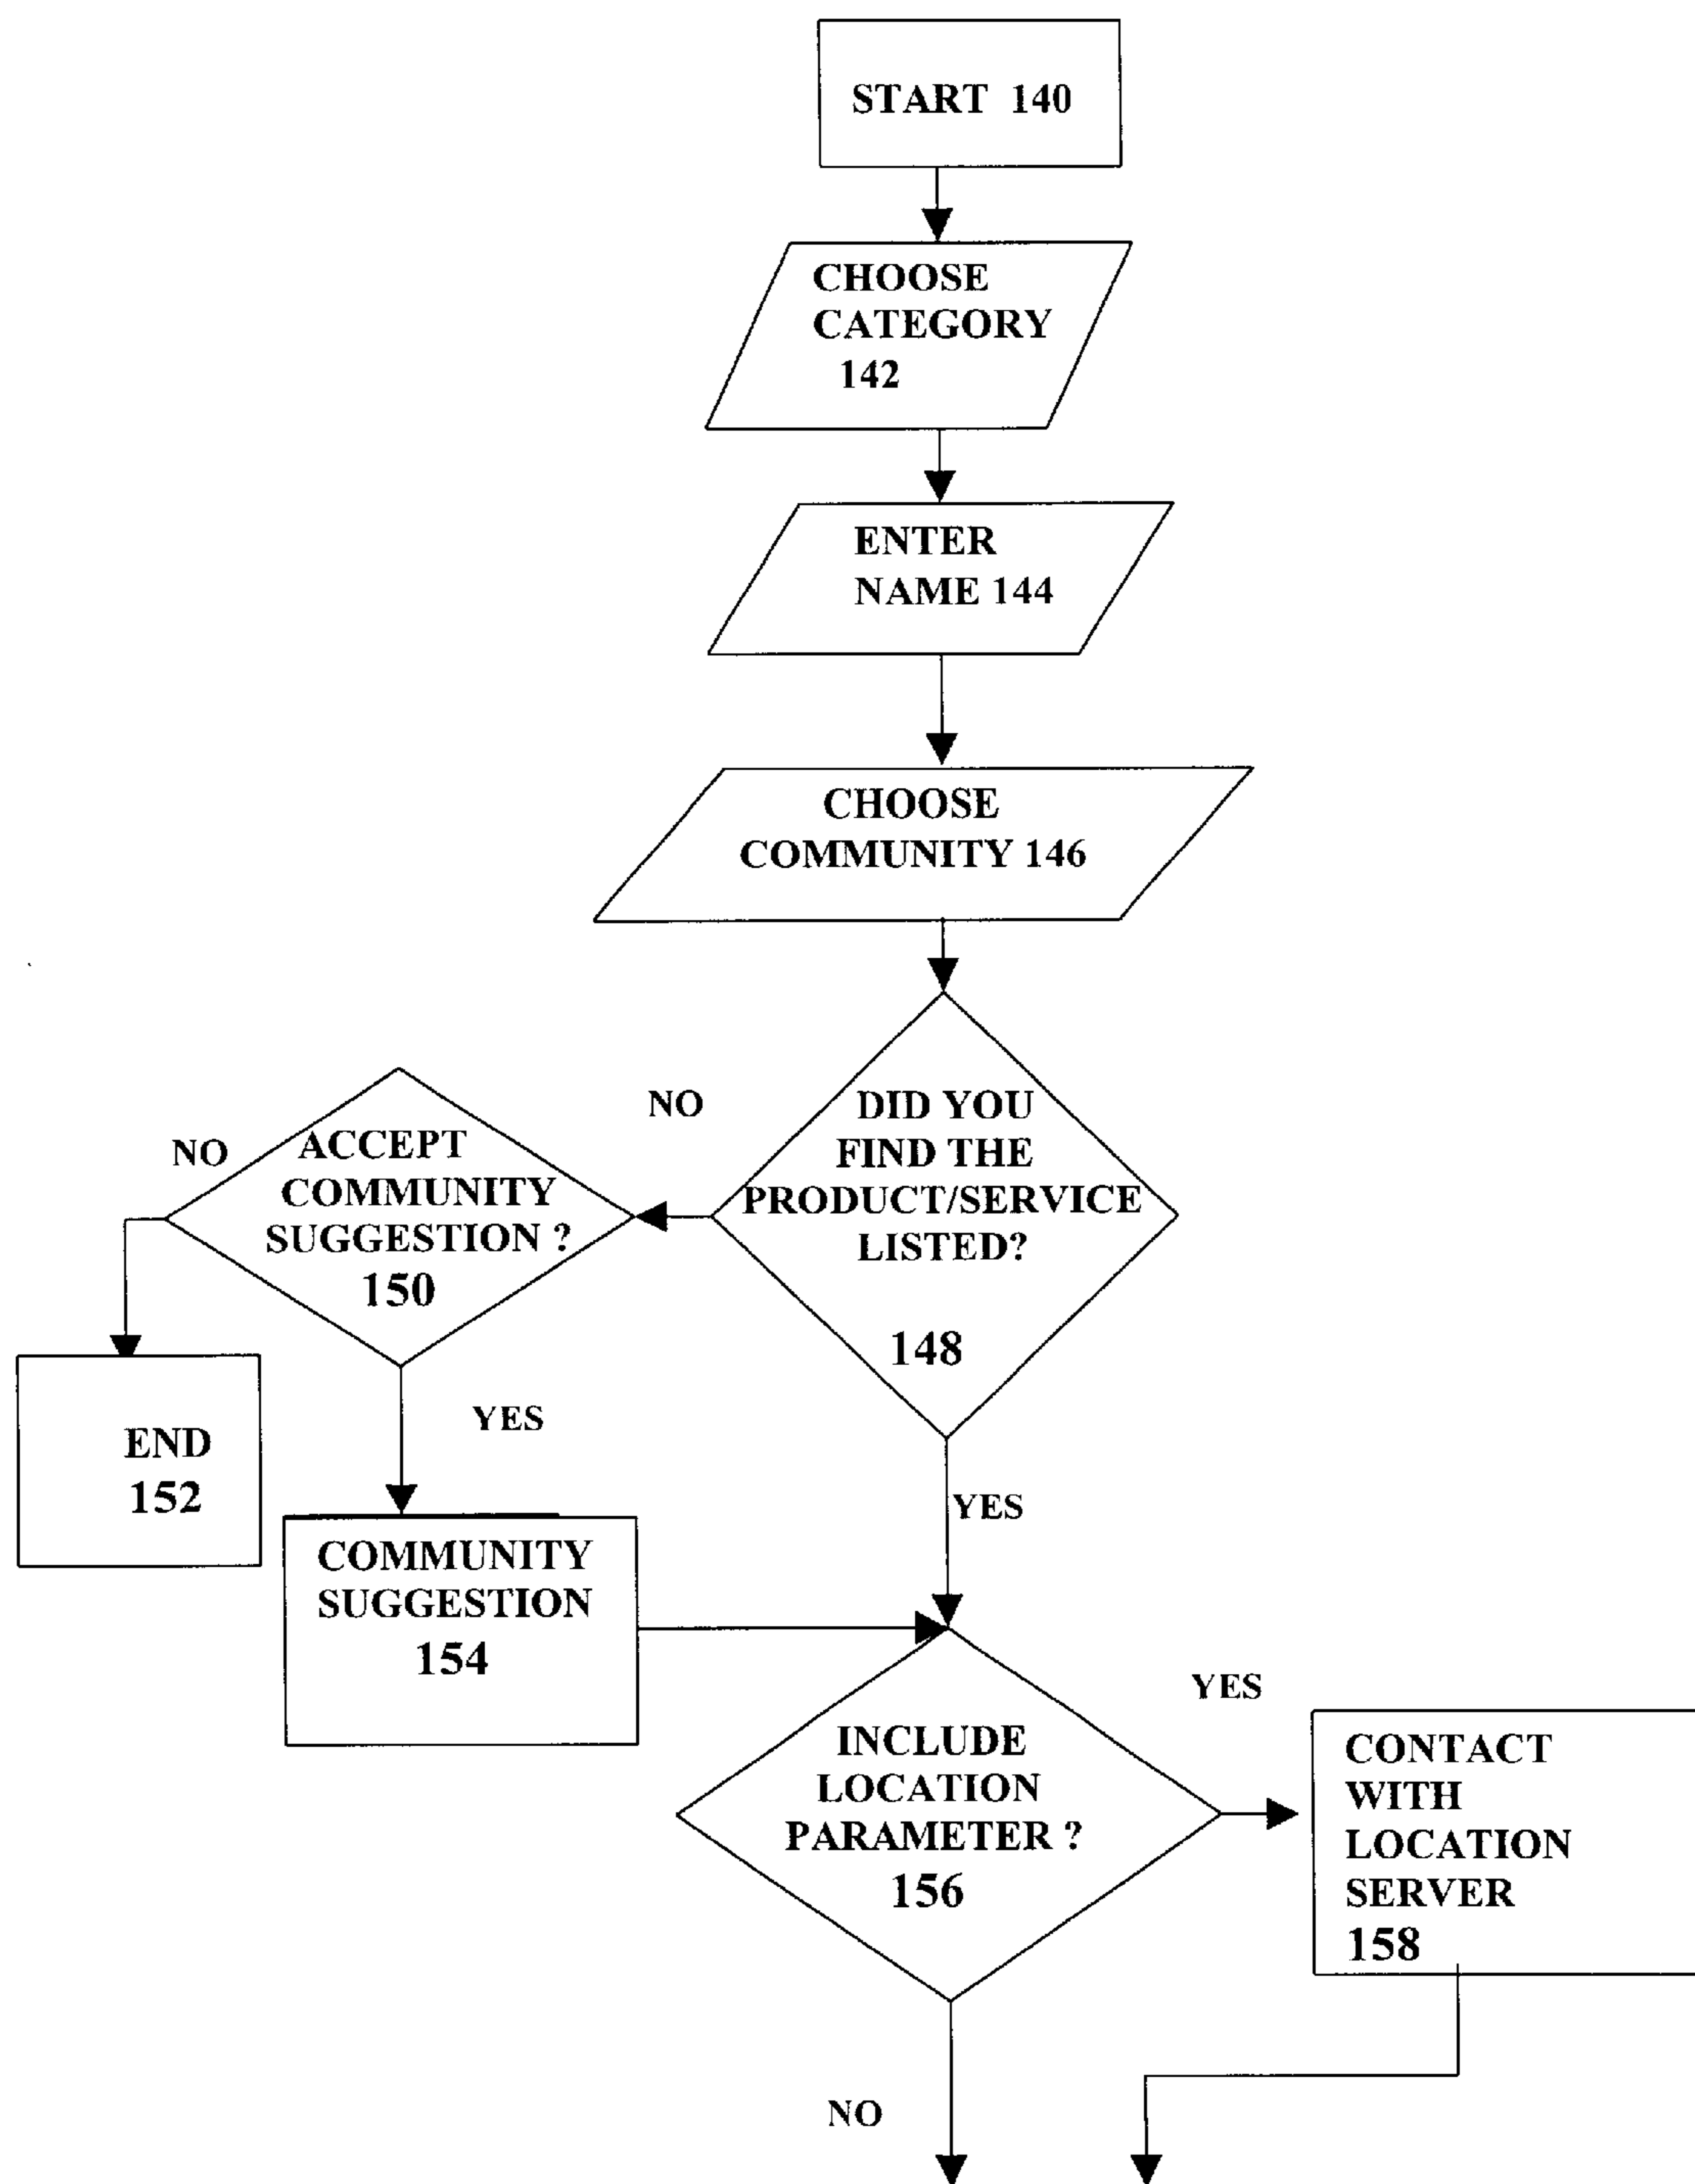 START 140
CHOOSE
CATEGORY
142
ENTER
NAME 144
CHOOSE
COMMUNITY 146
DID YOU
FIND THE
PRODUCT/SERVICE
LISTED?
148
NO
ACCEPT
COMMUNITY
SUGGESTION ?
150
NO
END
152
YES
COMMUNITY
SUGGESTION
154
YES
INCLUDE
LOCATION
PARAMETER ?
156
YES
CONTACT
WITH
LOCATION
SERVER
158
NO